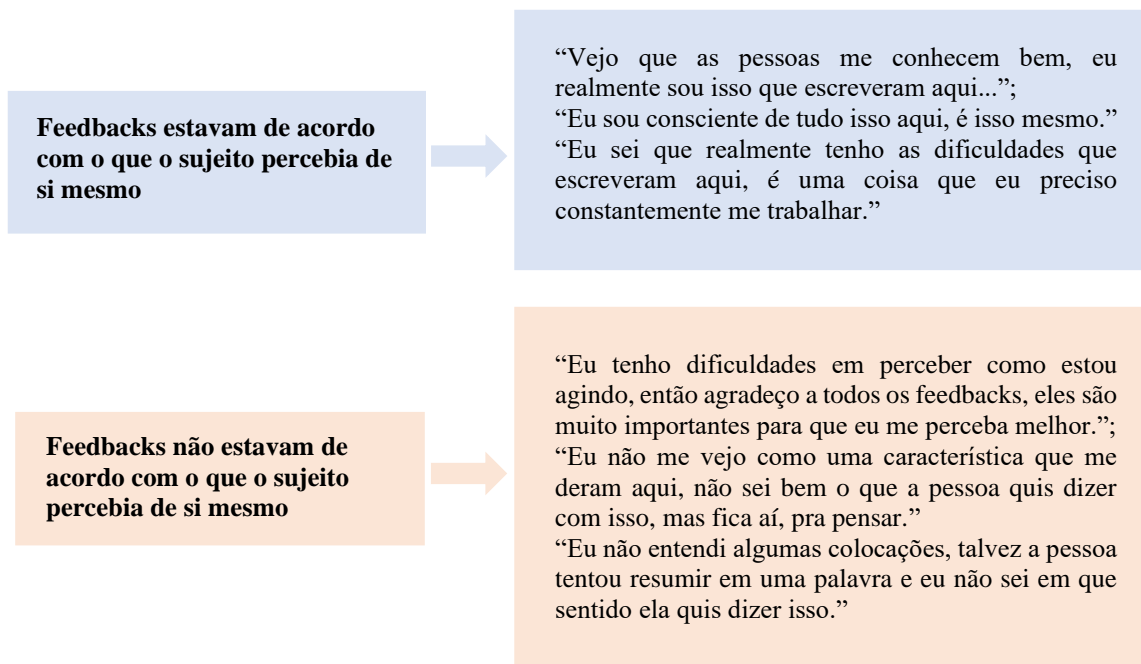 Feedbacks estavam de acordo
com o que o sujeito percebia de
si mesmo
“Vejo que as pessoas me conhecem bem, eu
realmente sou isso que escreveram aqui...”;
“Eu sou consciente de tudo isso aqui, é isso mesmo.”
“Eu sei que realmente tenho as dificuldades que
escreveram aqui, é uma coisa que eu preciso
constantemente me trabalhar.”
Feedbacks não estavam de
acordo com o que o sujeito
percebia de si mesmo
“Eu tenho dificuldades em perceber como estou
agindo, então agradeço a todos os feedbacks, eles são
muito importantes para que eu me perceba melhor.”;
“Eu não me vejo como uma característica que me
deram aqui, não sei bem o que a pessoa quis dizer
com isso, mas fica aí, pra pensar.”
“Eu não entendi algumas colocações, talvez a pessoa
tentou resumir em uma palavra e eu não sei em que
sentido ela quis dizer isso.”